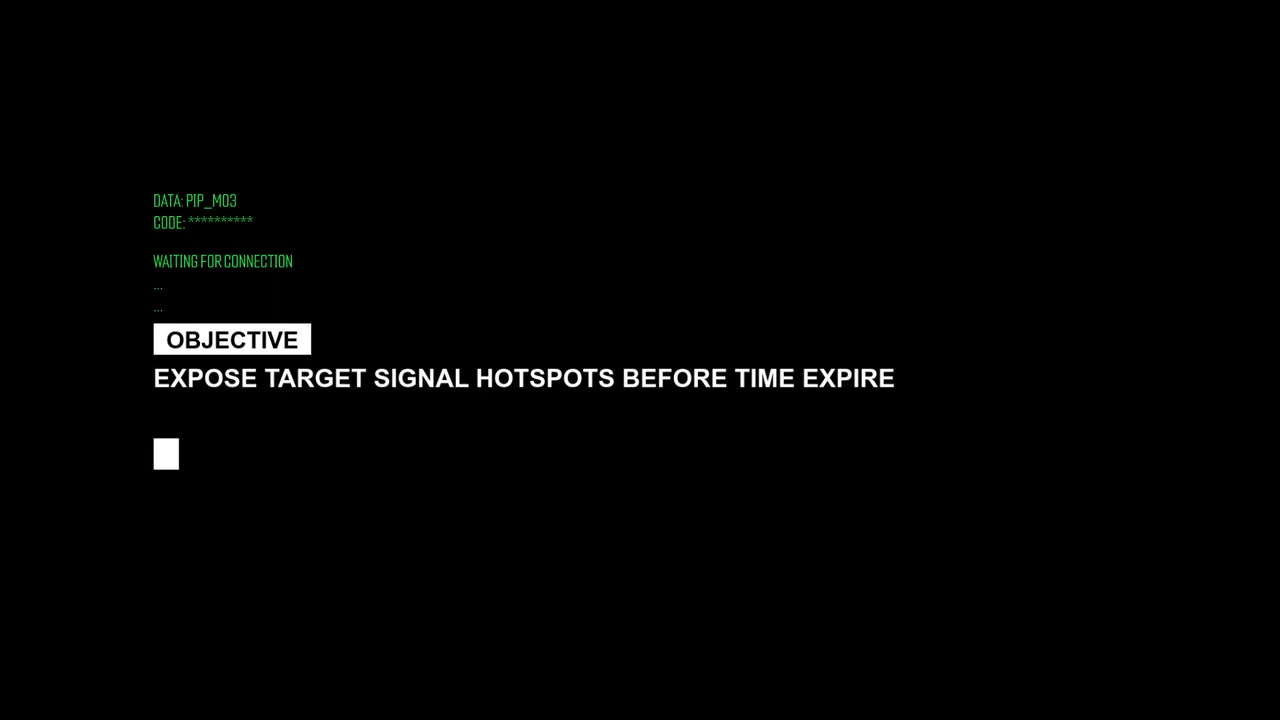 DATA: PIP_M03
CODE: **********
WAITING FOR CONNECTION
...
...
OBJECTIVE
EXPOSE TARGET SIGNAL HOTSPOTS BEFORE TIME EXPIRE